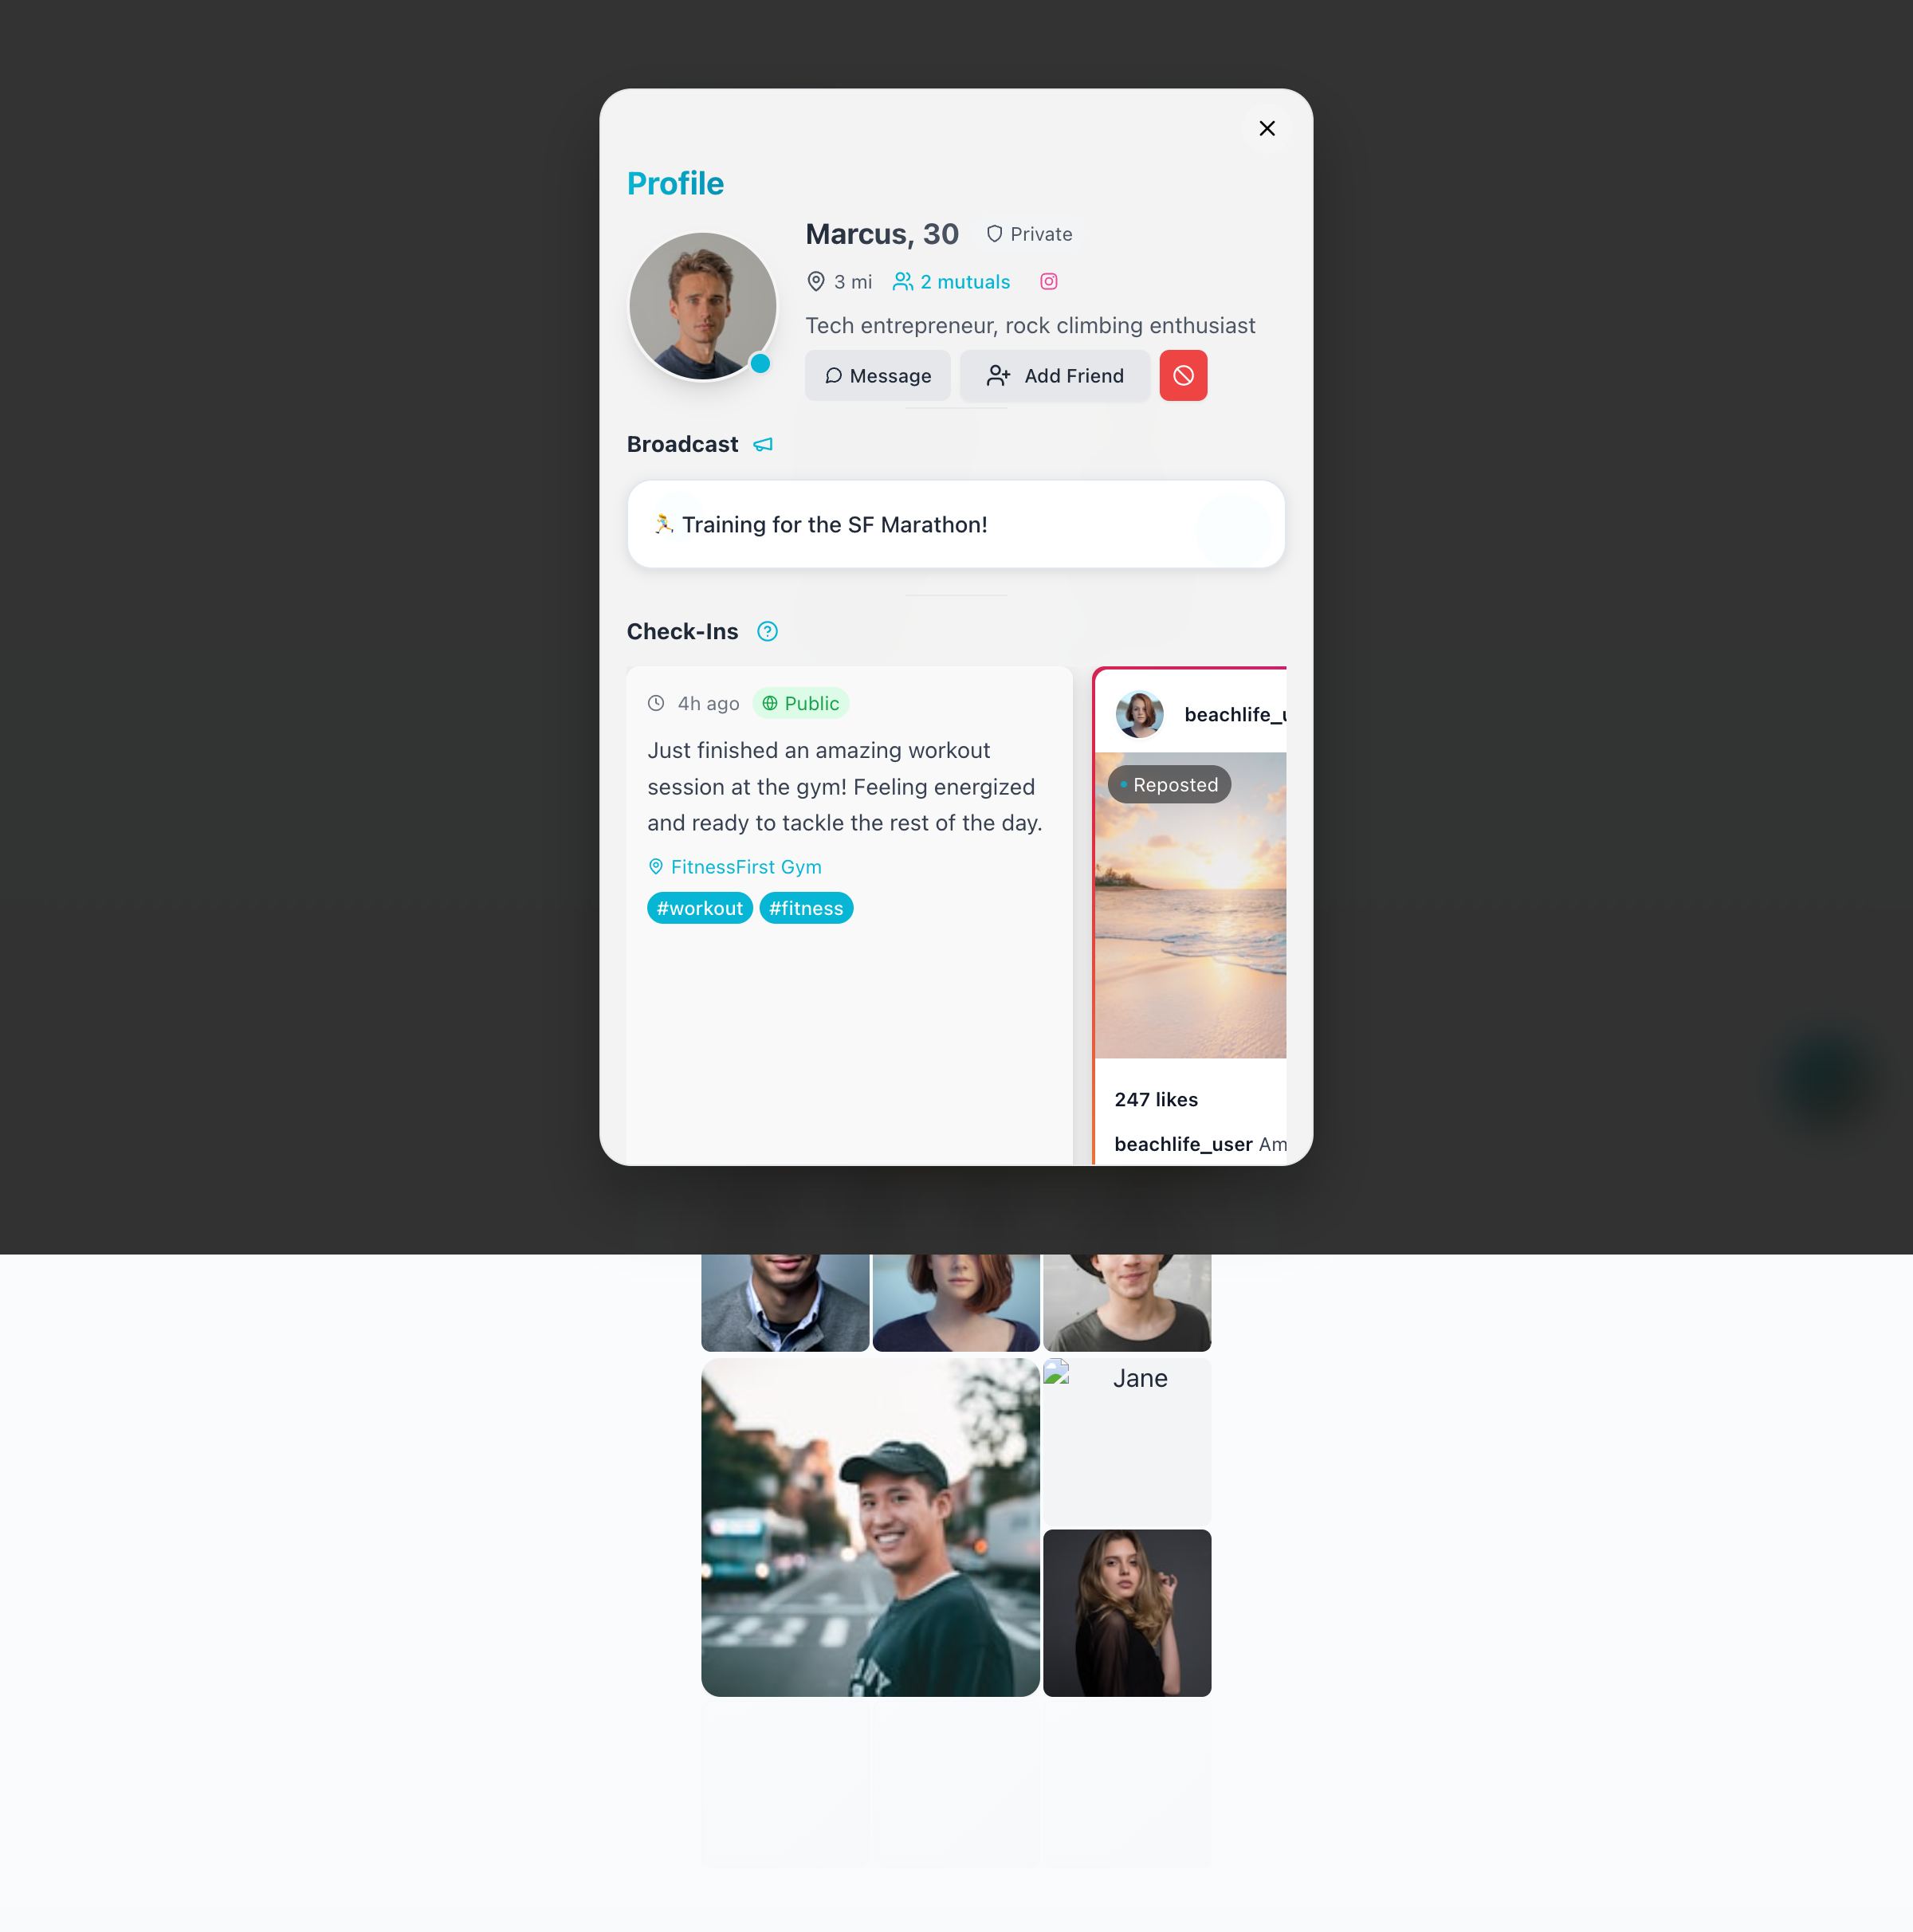 Profile
Marcus, 30
Private
3 mi
2 mutuals
Tech entrepreneur, rock climbing enthusiast
Message
Add Friend
Broadcast
🏃 Training for the SF Marathon!
Check-Ins
4h ago
Public
Just finished an amazing workout
session at the gym! Feeling energized
and ready to tackle the rest of the day.
FitnessFirst Gym
#workout #fitness
beachlife_u
Reposted
247 likes
beachlife_user Am
Jane